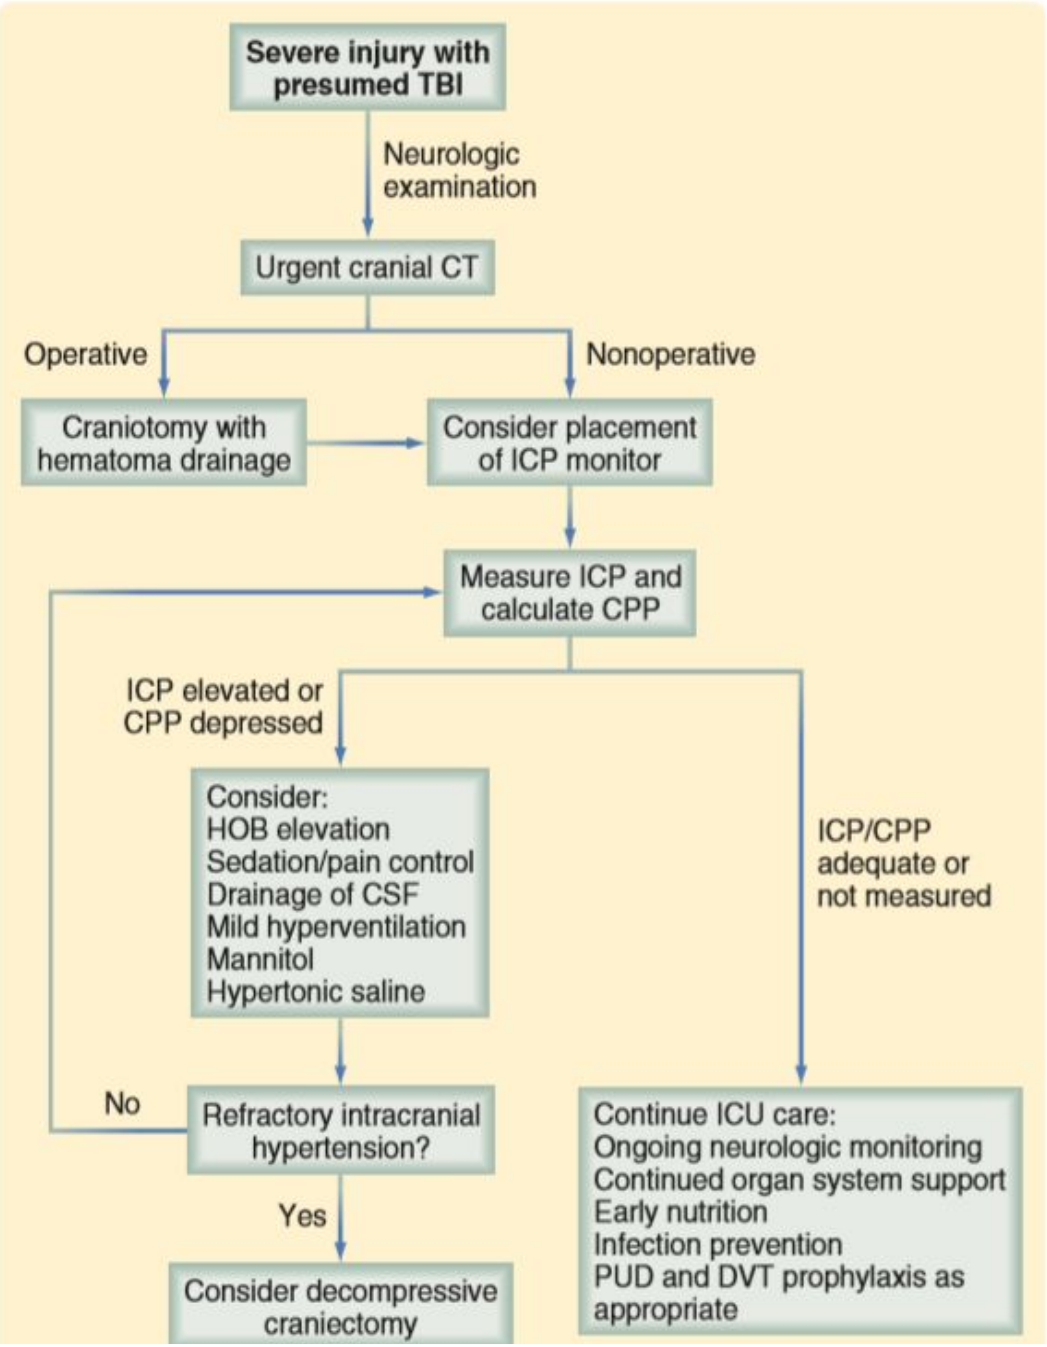 Severe injury with
presumed TBI
Neurologic
examination
Urgent cranial CT
Operative
Nonoperative
Craniotomy with
hematoma drainage
Consider placement
of ICP monitor
Measure ICP and
calculate CPP
ICP elevated or
CPP depressed
Consider:
HOB elevation
Sedation/pain control
Drainage of CSF
Mild hyperventilation
Mannitol
Hypertonic saline
ICP/CPP
adequate or
not measured
No
Refractory intracranial
hypertension?
Yes
Consider decompressive
craniectomy
Continue ICU care:
Ongoing neurologic monitoring
Continued organ system support
Early nutrition
Infection prevention
PUD and DVT prophylaxis as
appropriate